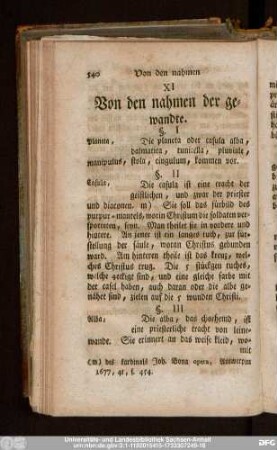 540 Von den nahmen
XI
Von den nahmen der ge-
wandte.
§. I
Die planeta oder casula alba,
dalmatica, tunicella, pluviale,
manipulus, stola, cingulum, kommen vor.
§. II
Casula. Die casula ist eine tracht der
geistlichen, und zwar der priester
und diaconen. m) Sie soll das fürbild des
purpur-mantels, worin Christum die soldaten ver-
spotteten, seyn. Man theilet sie in vordere und
hintere. An jener ist ein langes tuch, zur für-
stellung der säule, woran Christus gebunden
ward. Am hinteren theile ist das kreuz, wel-
ches Christus trug. Die 5 stückgen tuches,
welche gestigt sind, und eine gleiche farbe mit
der casel haben, auch daran oder die albe ge-
nähet sind, zielen auf die 5 wunden Christi.
§. III
Alba. Die alba, das chorhemd, ist
eine priesterliche tracht von leine-
wande. Sie erinnert an das weise kleid, wo-
mit
(m) des kardinals Joh. Bona opera, Antwerpen
1677, 4t, s. 454.
Universitäts- und Landesbibliothek Sachsen-Anhalt
DFG